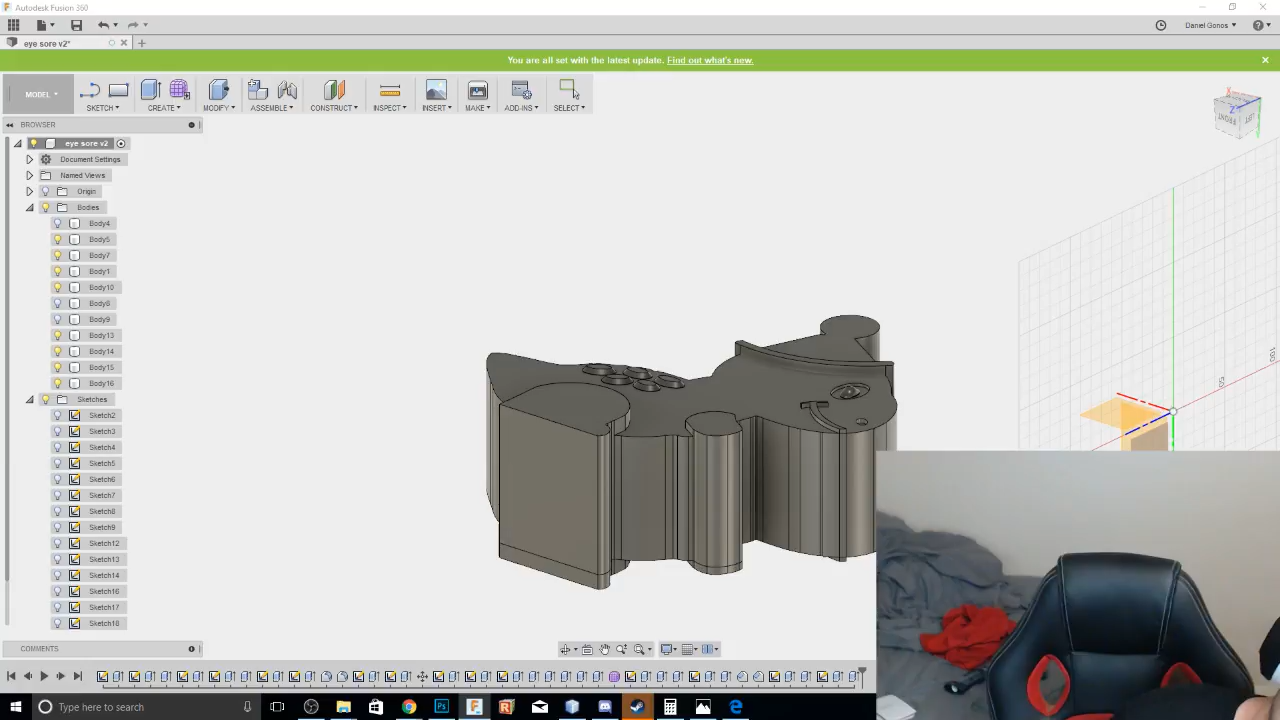 Autodesk Fusion 360
Daniel Gonos
eye sore v2*
You are all set with the latest update. Find out what's new.
MODEL
SKETCH
CREATE
MODIFY
ASSEMBLE
CONSTRUCT
INSPECT
INSERT
MAKE
ADD-INS
SELECT
BROWSER
eye sore v2
Document Settings
Named Views
Origin
Bodies
Body4
Body5
Body7
Body1
Body10
Body8
Body9
Body13
Body14
Body15
Body16
Sketches
Sketch2
Sketch3
Sketch4
Sketch5
Sketch6
Sketch7
Sketch8
Sketch9
Sketch12
Sketch13
Sketch14
Sketch16
Sketch17
Sketch18
X
Z
FRONT
LEFT
50
COMMENTS
Type here to search